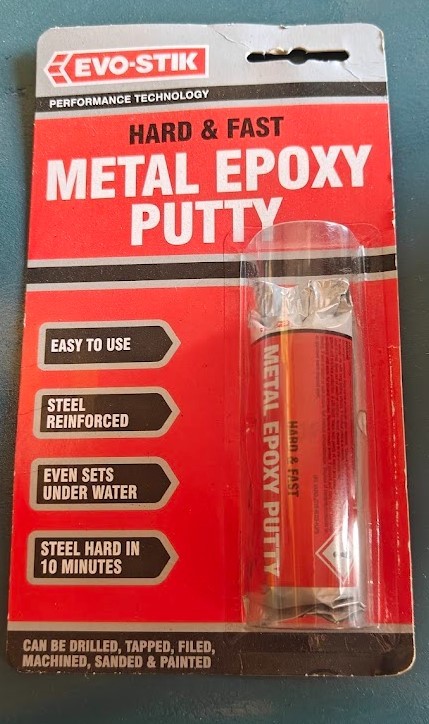 EVO-STIK
PERFORMANCE TECHNOLOGY
HARD & FAST
METAL EPOXY
PUTTY
EASY TO USE
STEEL
REINFORCED
EVEN SETS
UNDER WATER
STEEL HARD IN
10 MINUTES
HARD & FAST
METAL EPOXY PUTTY
CAN BE DRILLED, TAPPED, FILED,
MACHINED, SANDED & PAINTED